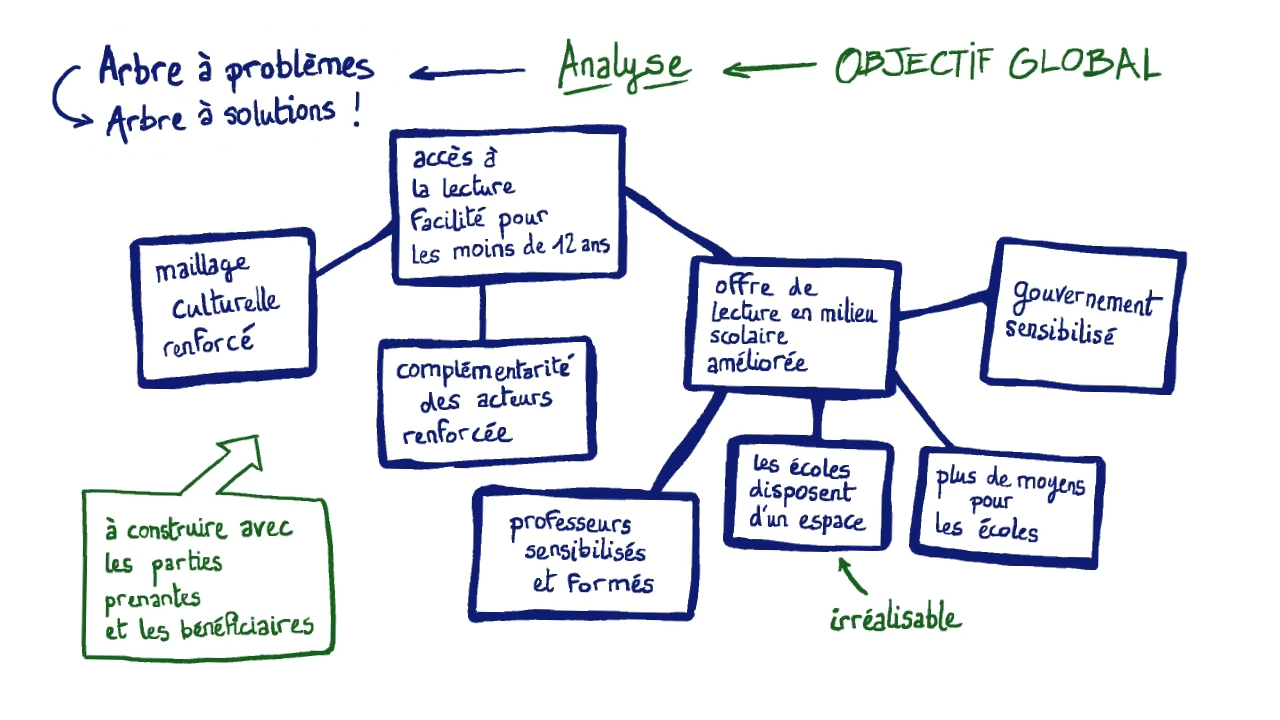 Arbre à problèmes
Arbre à solutions !
Analyse
OBJECTIF GLOBAL
accès à
la lecture
facilité pour
les moins de 12 ans
maillage
culturelle
renforcé
complémentarité
des acteurs
renforcée
offre de
lecture en milieu
scolaire
améliorée
gouvernement
sensibilisé
professeurs
sensibilisés
et formés
les écoles
disposent
d'un espace
plus de moyens
pour
les écoles
irréalisable
à construire avec
les parties
prenantes
et les bénéficiaires